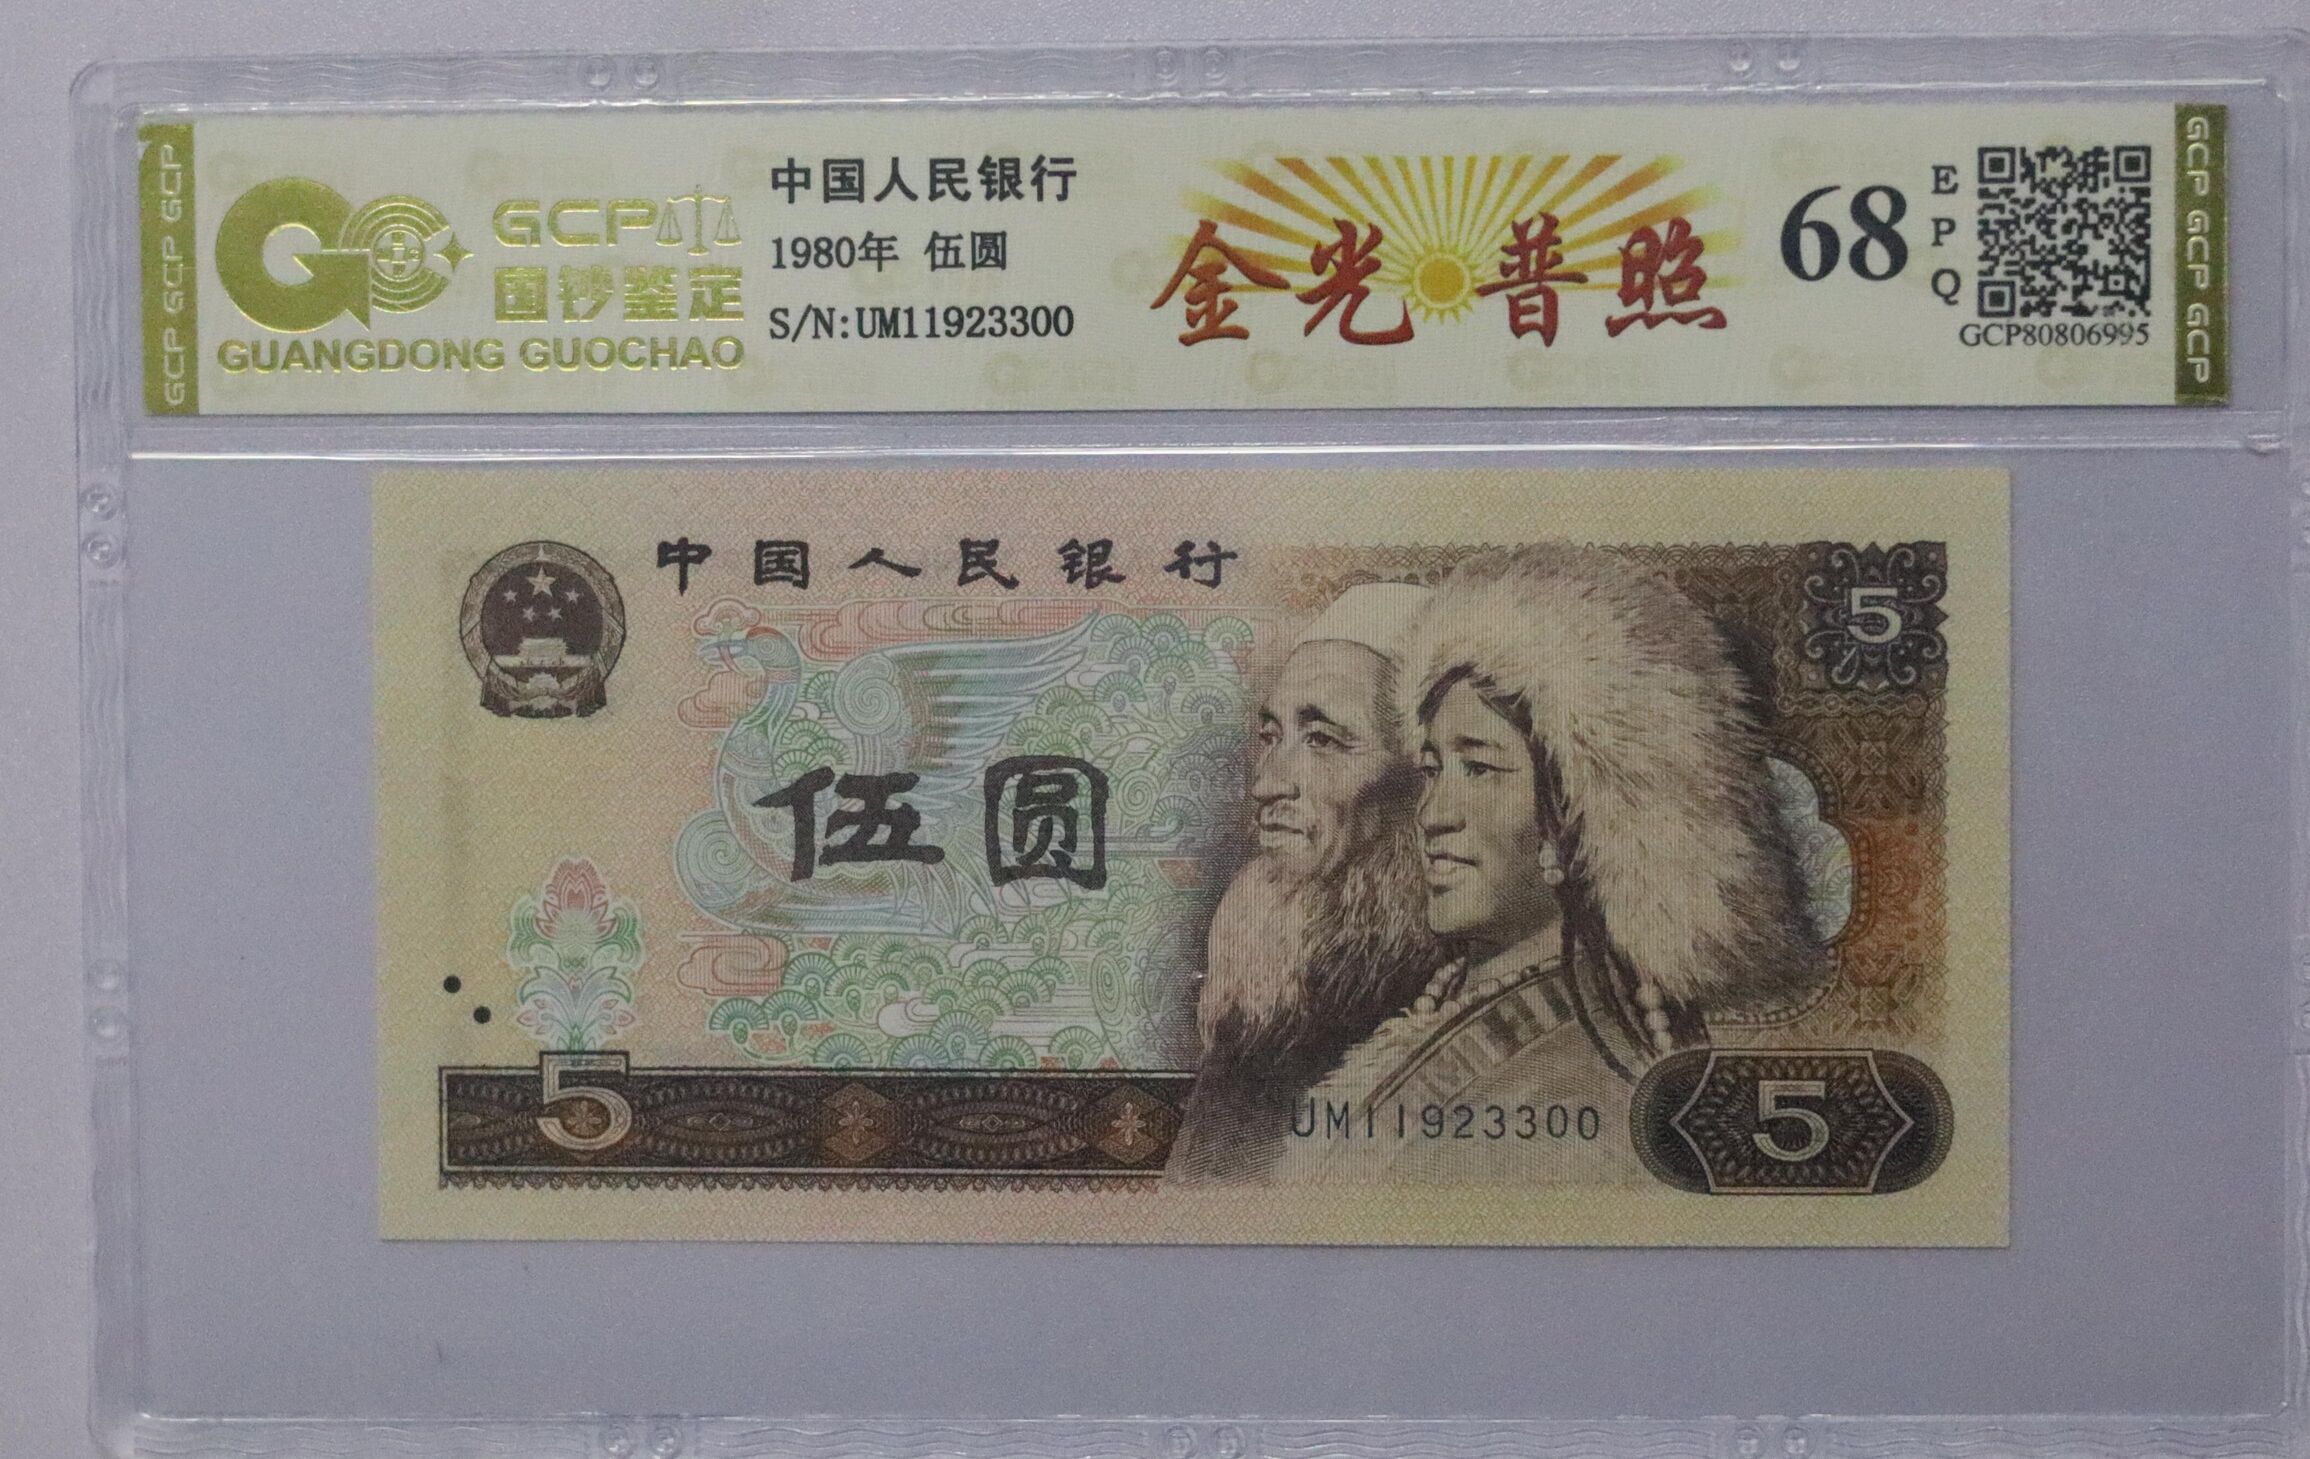 GCP GCP GCP
GCP
国钞鉴定
GUANGDONG GUOCHAO
中国人民银行
1980年 伍圆
S/N:UM11923300
金光普照
68
E
P
Q
GCP80806995
GCP GCP GCP
中国人民银行
5
伍圆
5
UM11923300
5